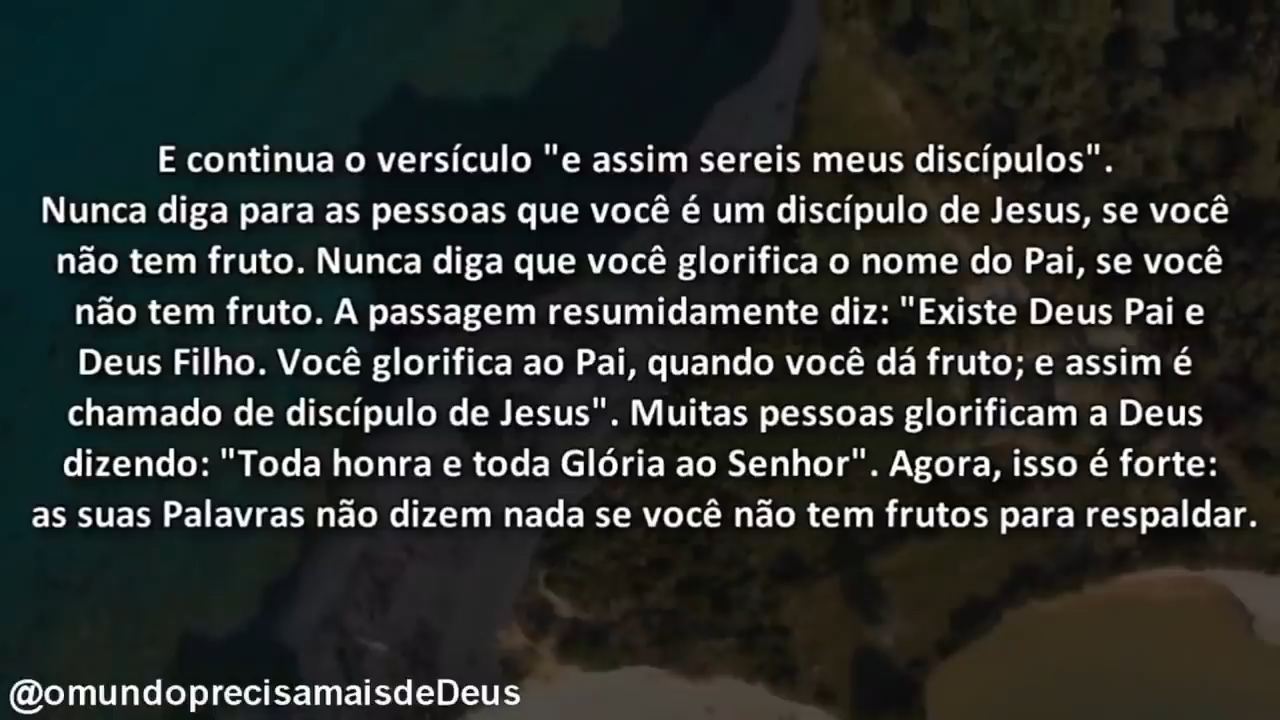 E continua o versículo "e assim sereis meus discípulos".
Nunca diga para as pessoas que você é um discípulo de Jesus, se você
não tem fruto. Nunca diga que você glorifica o nome do Pai, se você
não tem fruto. A passagem resumidamente diz: "Existe Deus Pai e
Deus Filho. Você glorifica ao Pai, quando você dá fruto; e assim é
chamado de discípulo de Jesus". Muitas pessoas glorificam a Deus
dizendo: "Toda honra e toda Glória ao Senhor". Agora, isso é forte:
as suas Palavras não dizem nada se você não tem frutos para respaldar.
@omundoprecisamaisdeDeus